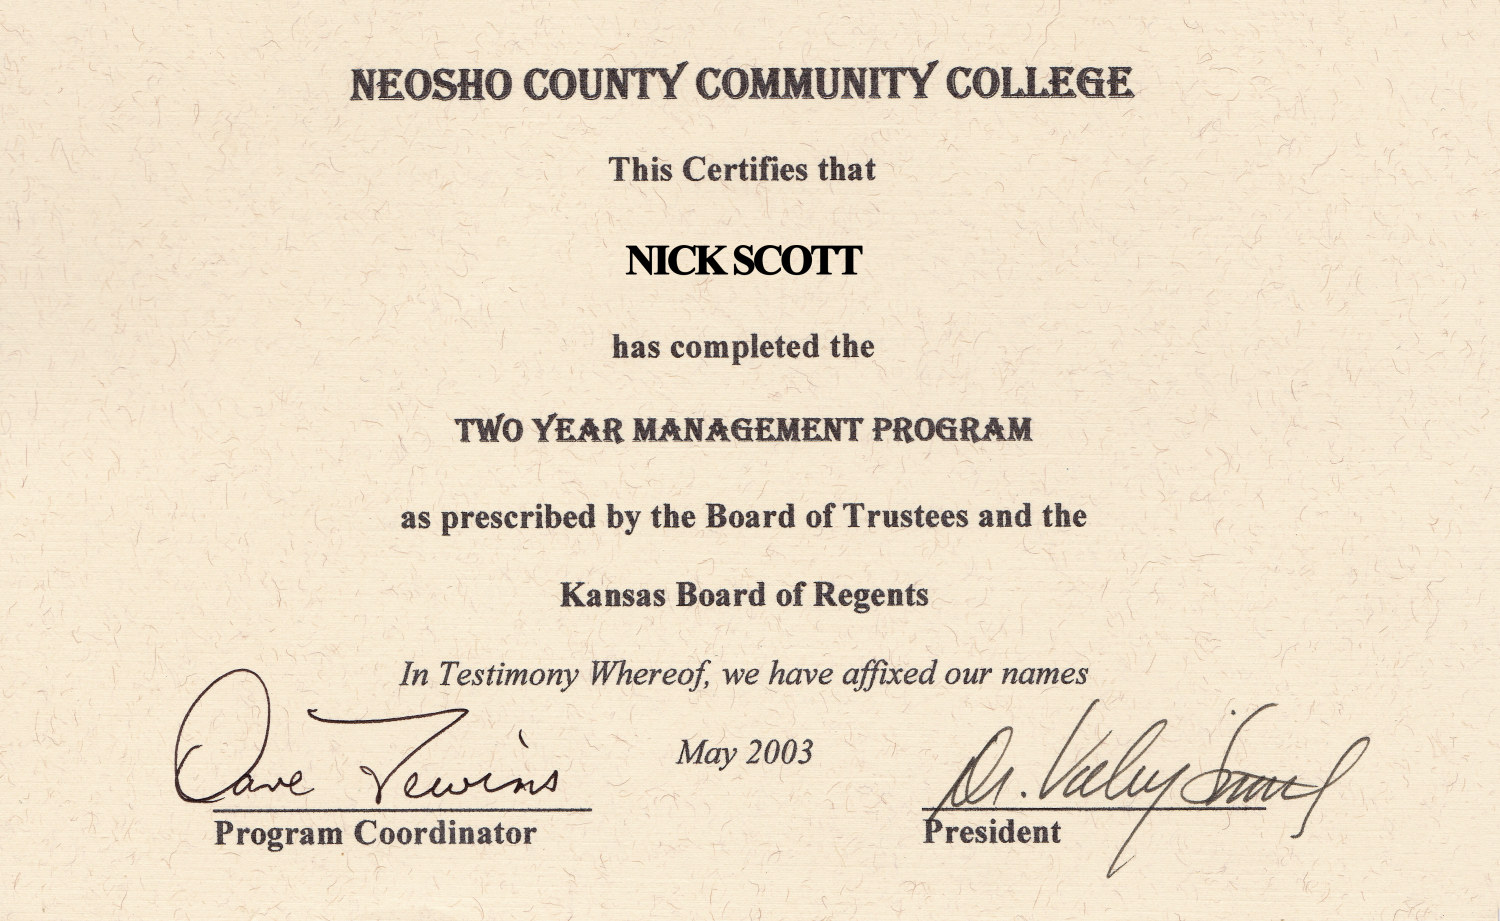 NEOSHO COUNTY COMMUNITY COLLEGE
This Certifies that
NICK SCOTT
has completed the
TWO YEAR MANAGEMENT PROGRAM
as prescribed by the Board of Trustees and the
Kansas Board of Regents
In Testimony Whereof, we have affixed our names
May 2003
Dave
Dr.
Program Coordinator
President